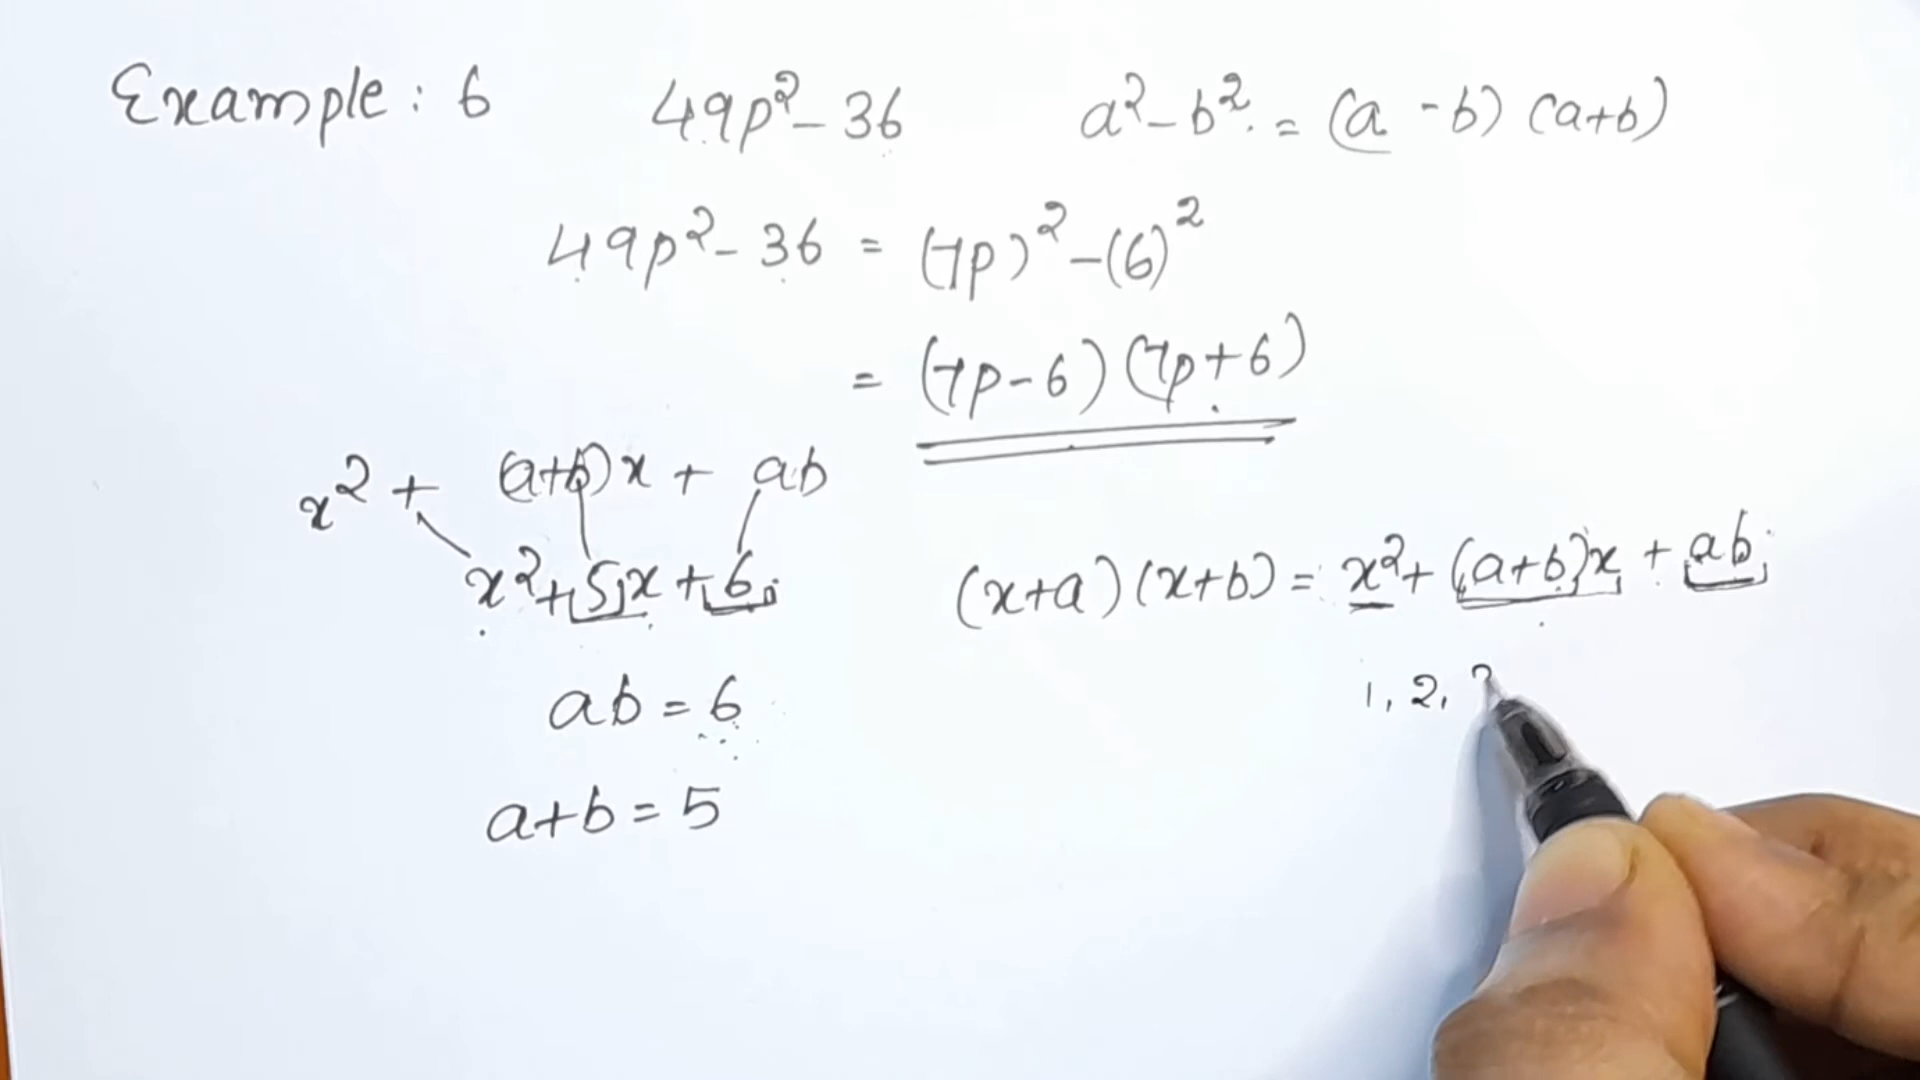 Example : 6 49p² - 36 a² - b² = (a - b) (a+b)
49p² - 36 = (7p)² - (6)²
= (7p - 6) (7p + 6)
x² + (a+b)x + ab
x² + 5x + 6
(x+a) (x+b) = x² + (a+b)x + ab
ab = 6
1, 2,
a+b = 5